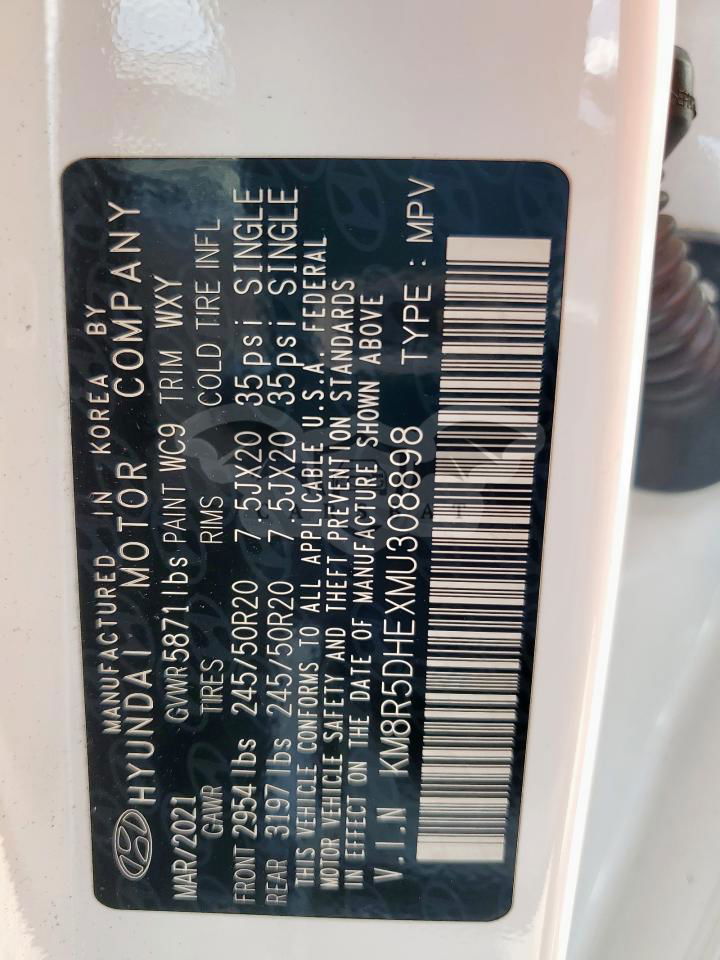 MANUFACTURED IN KOREA BY
HYUNDAI MOTOR COMPANY
MAR/2021 GVWR 5871 lbs PAINT WC9 TRIM WXY
GAWR TIRES RIMS COLD TIRE INFL
FRONT 2954 lbs 245/50R20 7.5JX20 35psi SINGLE
REAR 3197 lbs 245/50R20 7.5JX20 35psi SINGLE
THIS VEHICLE CONFORMS TO ALL APPLICABLE U.S.A. FEDERAL
MOTOR VEHICLE SAFETY AND THEFT PREVENTION STANDARDS
IN EFFECT ON THE DATE OF MANUFACTURE SHOWN ABOVE
V.I.N KM8R5DHEXMU308898 TYPE : MPV